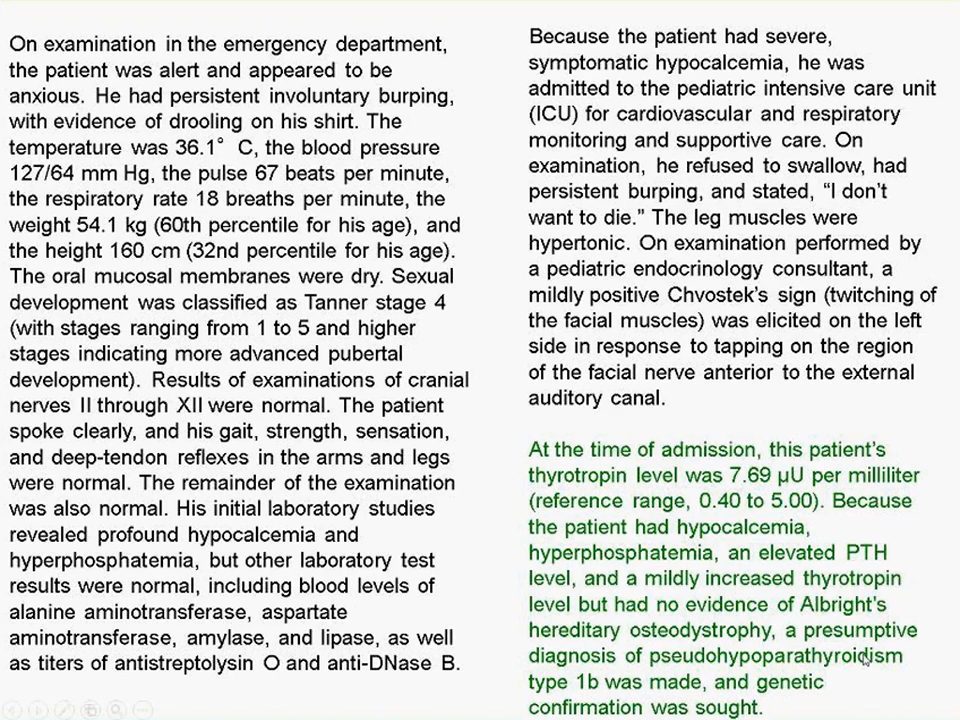 On examination in the emergency department,
the patient was alert and appeared to be
anxious. He had persistent involuntary burping,
with evidence of drooling on his shirt. The
temperature was 36.1° C, the blood pressure
127/64 mm Hg, the pulse 67 beats per minute,
the respiratory rate 18 breaths per minute, the
weight 54.1 kg (60th percentile for his age), and
the height 160 cm (32nd percentile for his age).
The oral mucosal membranes were dry. Sexual
development was classified as Tanner stage 4
(with stages ranging from 1 to 5 and higher
stages indicating more advanced pubertal
development). Results of examinations of cranial
nerves II through XII were normal. The patient
spoke clearly, and his gait, strength, sensation,
and deep-tendon reflexes in the arms and legs
were normal. The remainder of the examination
was also normal. His initial laboratory studies
revealed profound hypocalcemia and
hyperphosphatemia, but other laboratory test
results were normal, including blood levels of
alanine aminotransferase, aspartate
aminotransferase, amylase, and lipase, as well
as titers of antistreptolysin O and anti-DNase B.
Because the patient had severe,
symptomatic hypocalcemia, he was
admitted to the pediatric intensive care unit
(ICU) for cardiovascular and respiratory
monitoring and supportive care. On
examination, he refused to swallow, had
persistent burping, and stated, “I don’t
want to die.” The leg muscles were
hypertonic. On examination performed by
a pediatric endocrinology consultant, a
mildly positive Chvostek’s sign (twitching of
the facial muscles) was elicited on the left
side in response to tapping on the region
of the facial nerve anterior to the external
auditory canal.
At the time of admission, this patient’s
thyrotropin level was 7.69 µU per milliliter
(reference range, 0.40 to 5.00). Because
the patient had hypocalcemia,
hyperphosphatemia, an elevated PTH
level, and a mildly increased thyrotropin
level but had no evidence of Albright’s
hereditary osteodystrophy, a presumptive
diagnosis of pseudohypoparathyroidism
type 1b was made, and genetic
confirmation was sought.